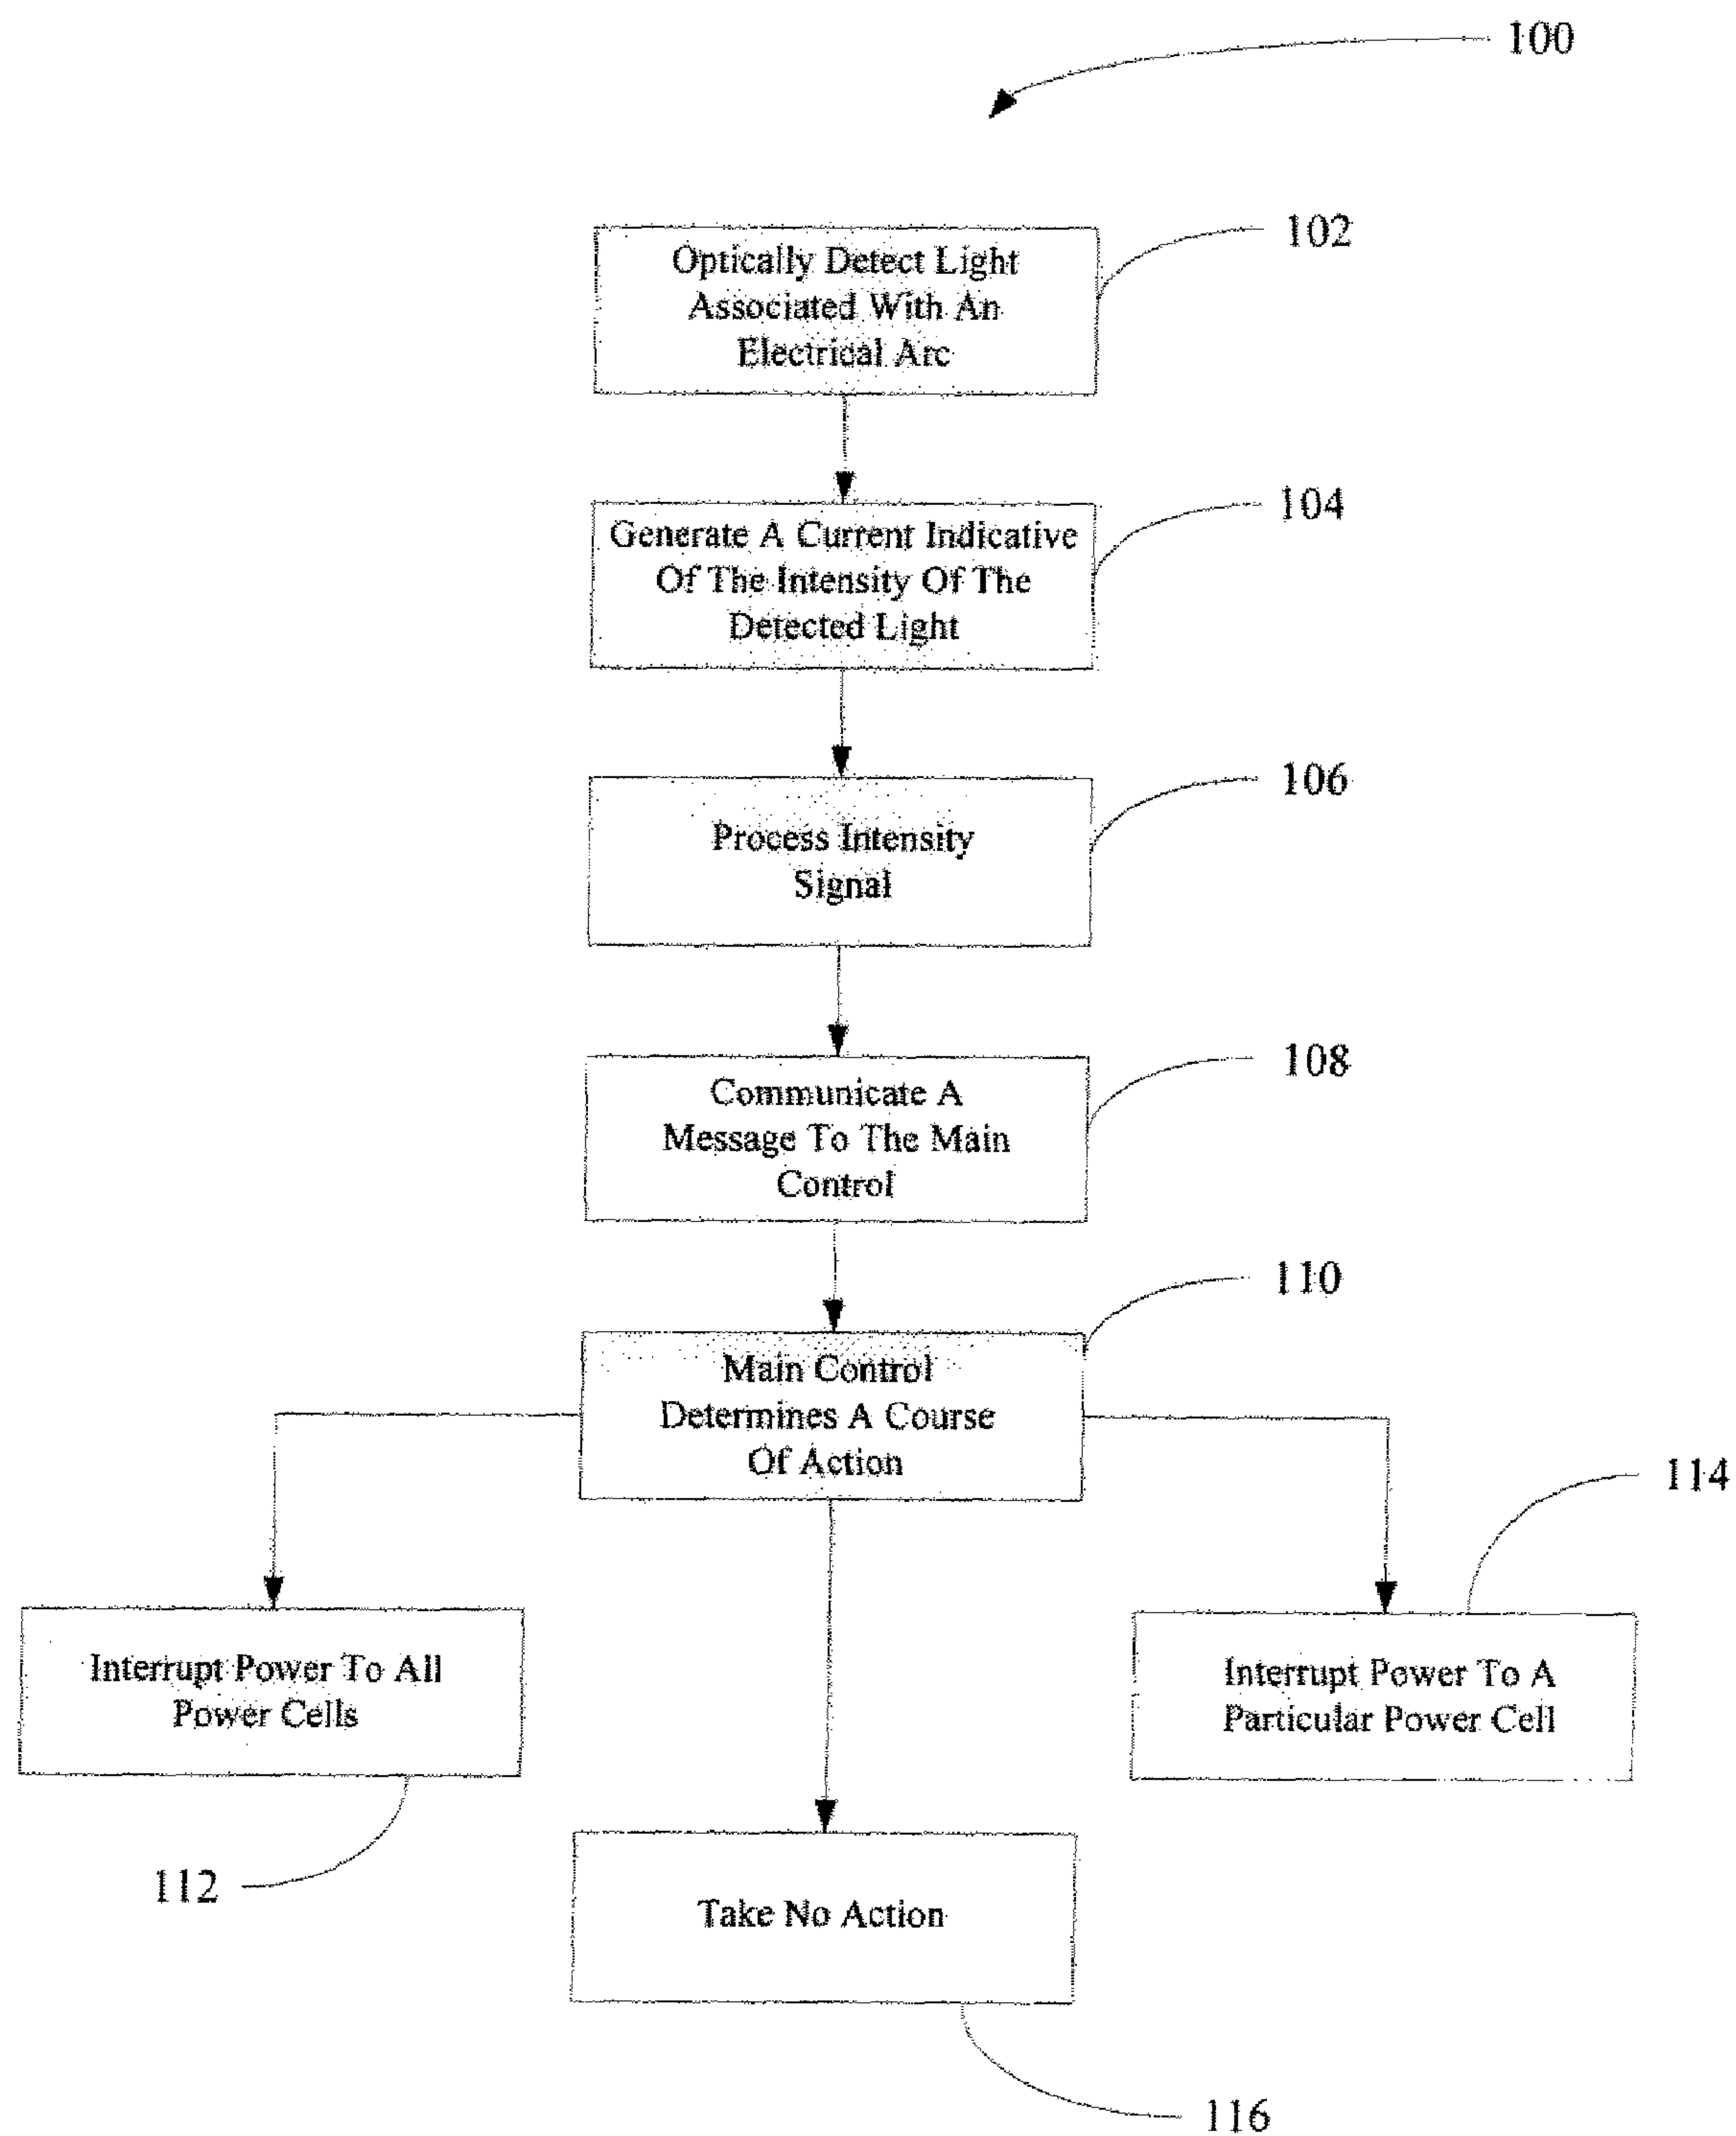 100
102
Optically Detect Light
Associated With An
Electrical Arc
104
Generate A Current Indicative
Of The Intensity Of The
Detected Light
106
Process Intensity
Signal
108
Communicate A
Message To The Main
Control
110
Main Control
Determines A Course
Of Action
114
Interrupt Power To All
Power Cells
Interrupt Power To A
Particular Power Cell
112
Take No Action
116